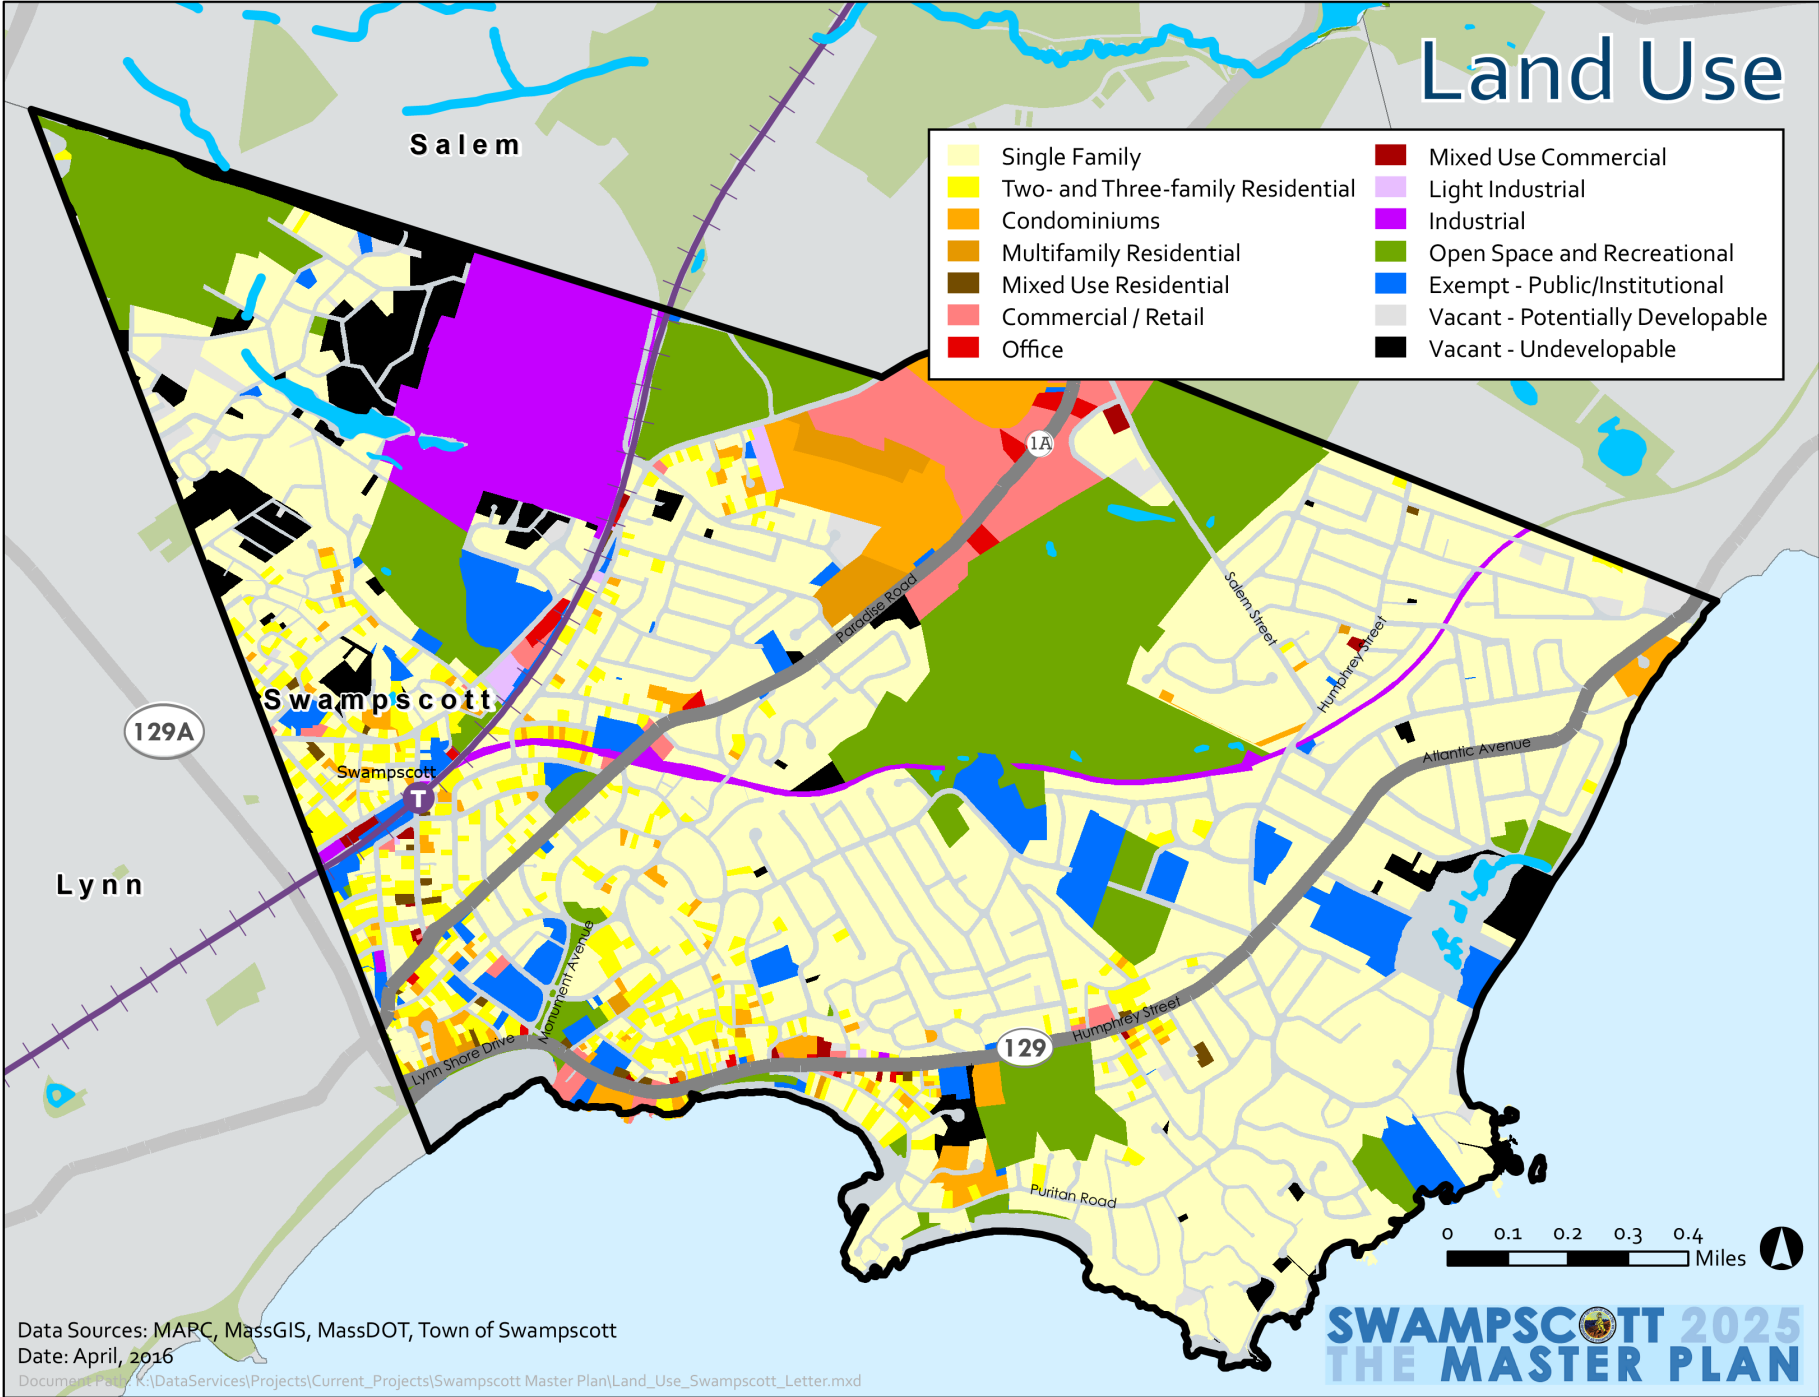 Land Use
Salem
Single Family
Two- and Three-family Residential
Condominiums
Multifamily Residential
Mixed Use Residential
Commercial / Retail
Office
Mixed Use Commercial
Light Industrial
Industrial
Open Space and Recreational
Exempt - Public/Institutional
Vacant - Potentially Developable
Vacant - Undevelopable
1A
Paradise Road
Salem Street
Humphrey Street
Swampscott
129A
Atlantic Avenue
Swampscott
T
Lynn
Monument Avenue
Lynn Shore Drive
129
Humphrey Street
Puritan Road
0 0.1 0.2 0.3 0.4
Miles
Data Sources: MAPC, MassGIS, MassDOT, Town of Swampscott
Date: April, 2016
Document Path: K:\DataServices\Projects\Current_Projects\Swampscott Master Plan\Land_Use_Swampscott_Letter.mxd
SWAMPSCOTT 2025
THE MASTER PLAN